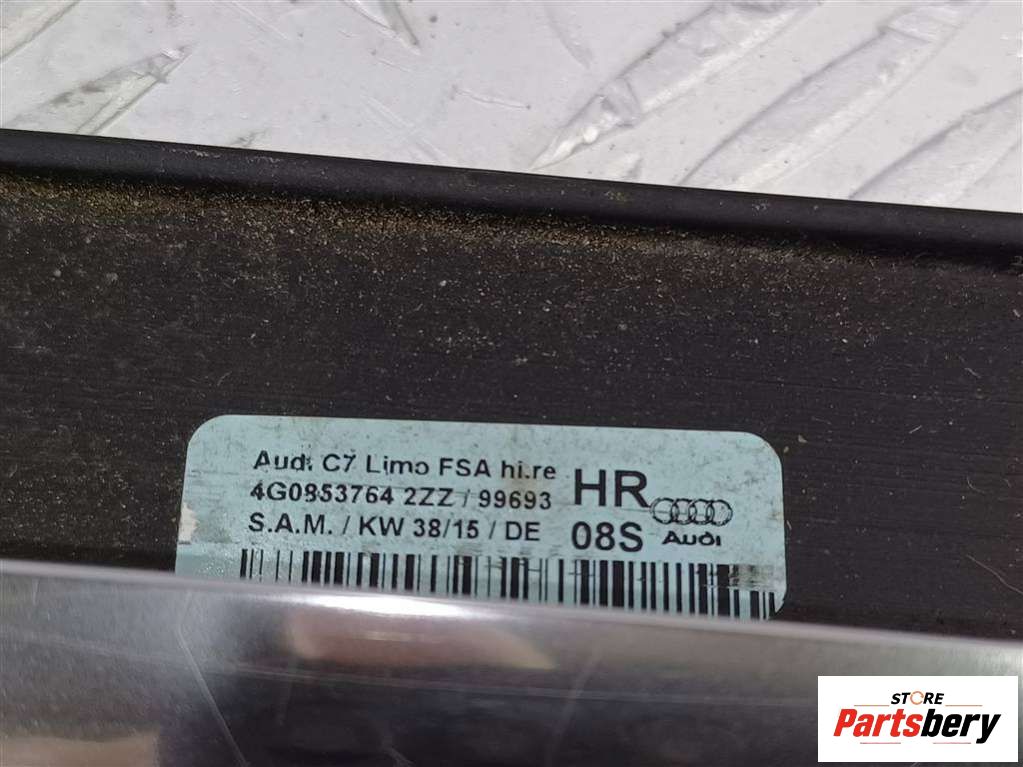 Audi C7 Limo FSA hi.re
4G0853764 2ZZ / 99693
S.A.M. / KW 38/15 / DE
HR
08S
Audi
STORE
Partsbery